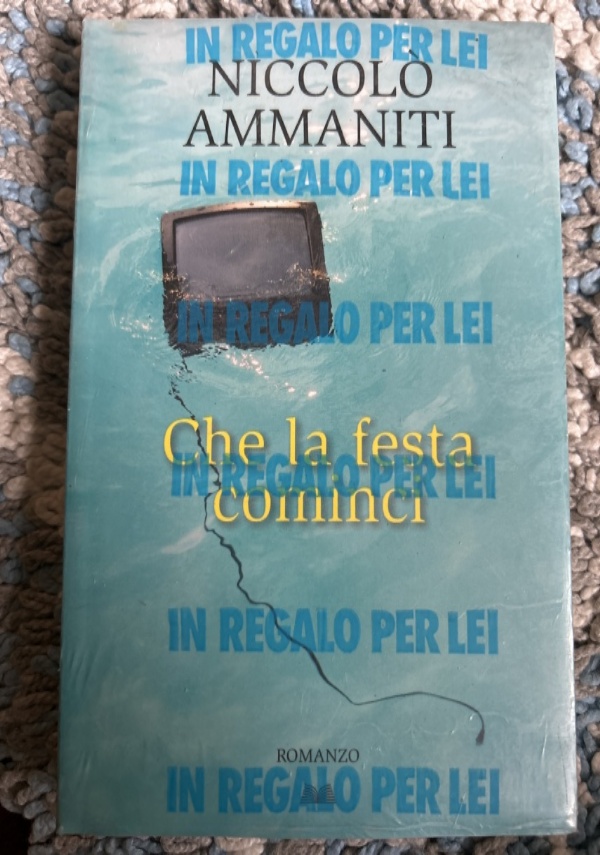 IN REGALO PER LEI
NICCOLÒ
AMMANITI
IN REGALO PER LEI
IN REGALO PER LEI
Che la festa
IN REGALO PER LEI
cominci
IN REGALO PER LEI
ROMANZO
IN REGALO PER LEI